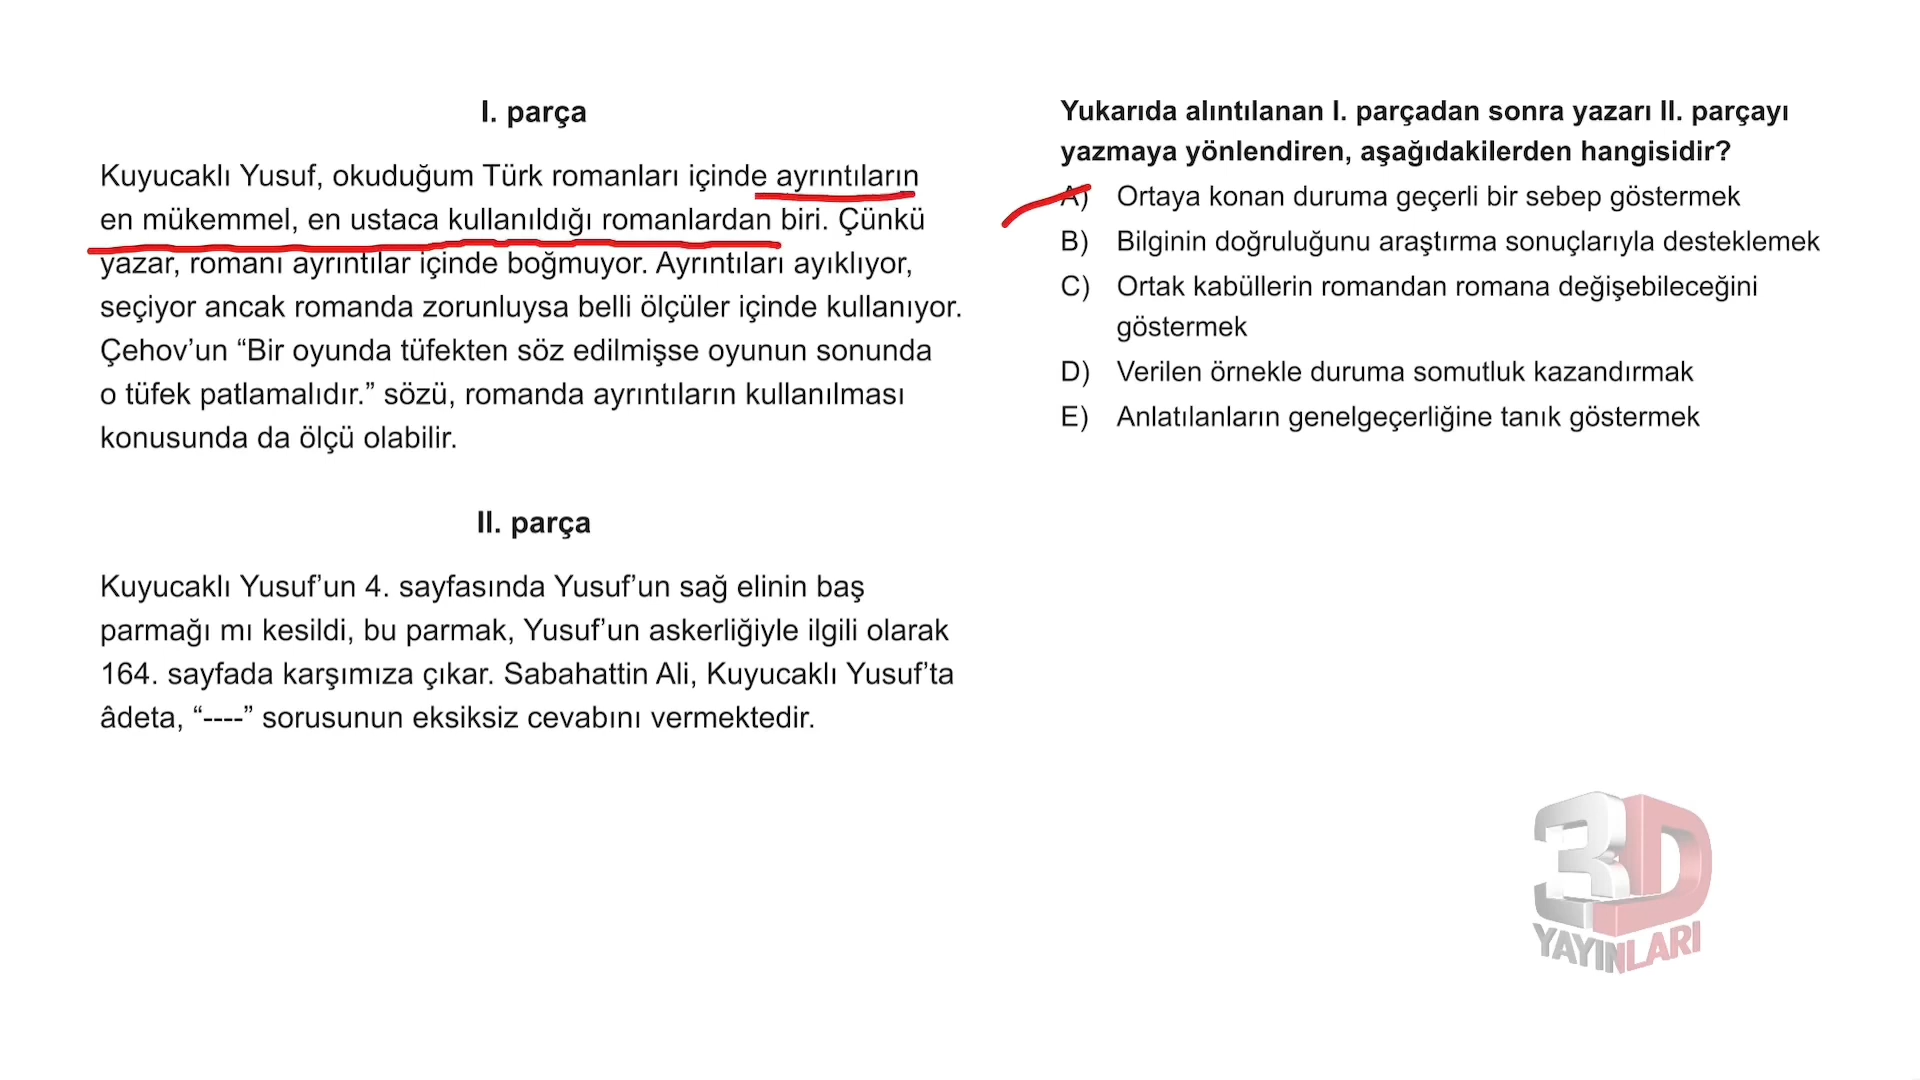 I. parça
Kuyucaklı Yusuf, okuduğum Türk romanları içinde ayrıntıların
en mükemmel, en ustaca kullanıldığı romanlardan biri. Çünkü
yazar, romanı ayrıntılar içinde boğmuyor. Ayrıntıları ayıklıyor,
seçiyor ancak romanda zorunluysa belli ölçüler içinde kullanıyor.
Çehov’un “Bir oyunda tüfekten söz edilmişse oyunun sonunda
o tüfek patlamalıdır.” sözü, romanda ayrıntıların kullanılması
konusunda da ölçü olabilir.
II. parça
Kuyucaklı Yusuf’un 4. sayfasında Yusuf’un sağ elinin baş
parmağı mı kesildi, bu parmak, Yusuf’un askerliğiyle ilgili olarak
164. sayfada karşımıza çıkar. Sabahattin Ali, Kuyucaklı Yusuf’ta
âdeta, “----” sorusunun eksiksiz cevabını vermektedir.
Yukarıda alıntılanan I. parçadan sonra yazarı II. parçayı
yazmaya yönlendiren, aşağıdakilerden hangisidir?
A) Ortaya konan duruma geçerli bir sebep göstermek
B) Bilginin doğruluğunu araştırma sonuçlarıyla desteklemek
C) Ortak kabüllerin romandan romana değişebileceğini
göstermek
D) Verilen örnekle duruma somutluk kazandırmak
E) Anlatılanların genelgeçerliğine tanık göstermek
3D
YAYINLARI